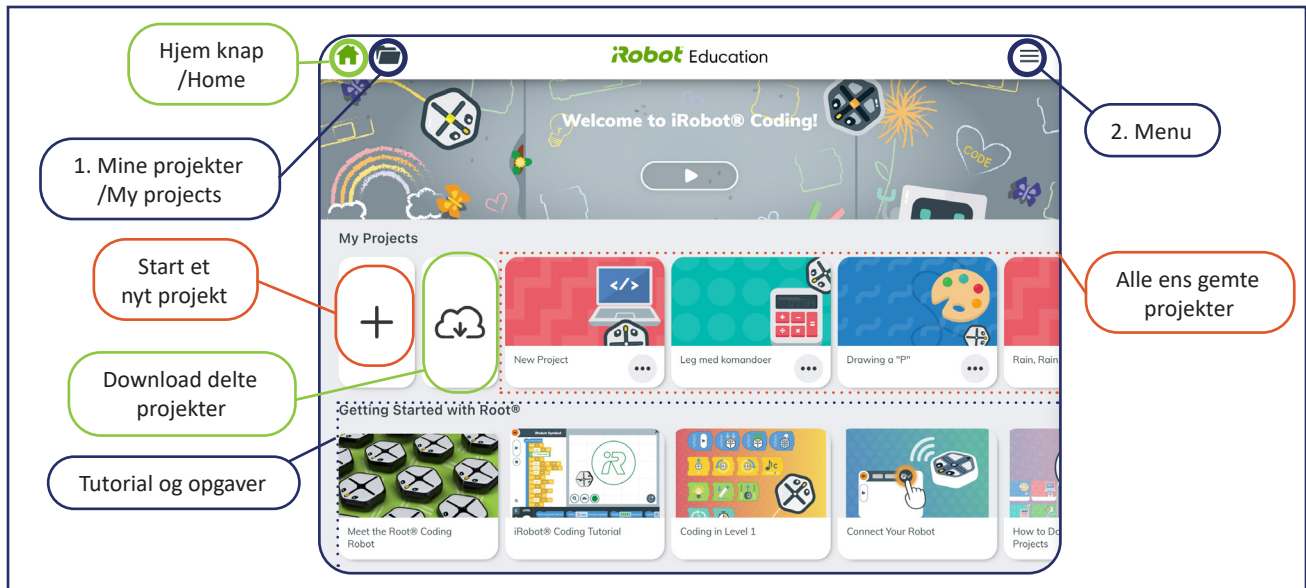 Hjem knap
/Home
1. Mine projekter
/My projects
Start et
nyt projekt
Download delte
projekter
Tutorial og opgaver
iRobot Education
2. Menu
Welcome to iRobot® Coding!
CODE
My Projects
</>
New Project
Leg med komandoer
Drawing a "P"
Rain, Rain
Alle ens gemte
projekter
Getting Started with Root®
iRobot Symbol
iR
Meet the Root® Coding
Robot
iRobot® Coding Tutorial
Coding in Level 1
Connect Your Robot
How to Do
Projects